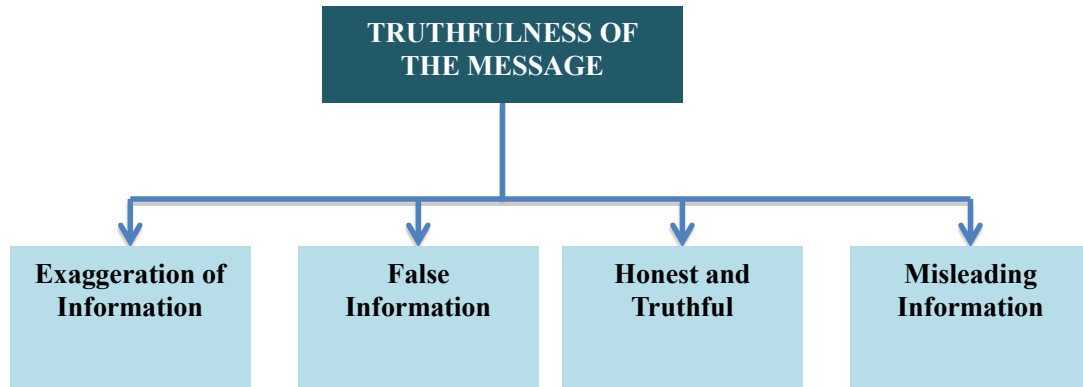 TRUTHFULNESS OF
THE MESSAGE
Exaggeration of
Information
False
Information
Honest and
Truthful
Misleading
Information